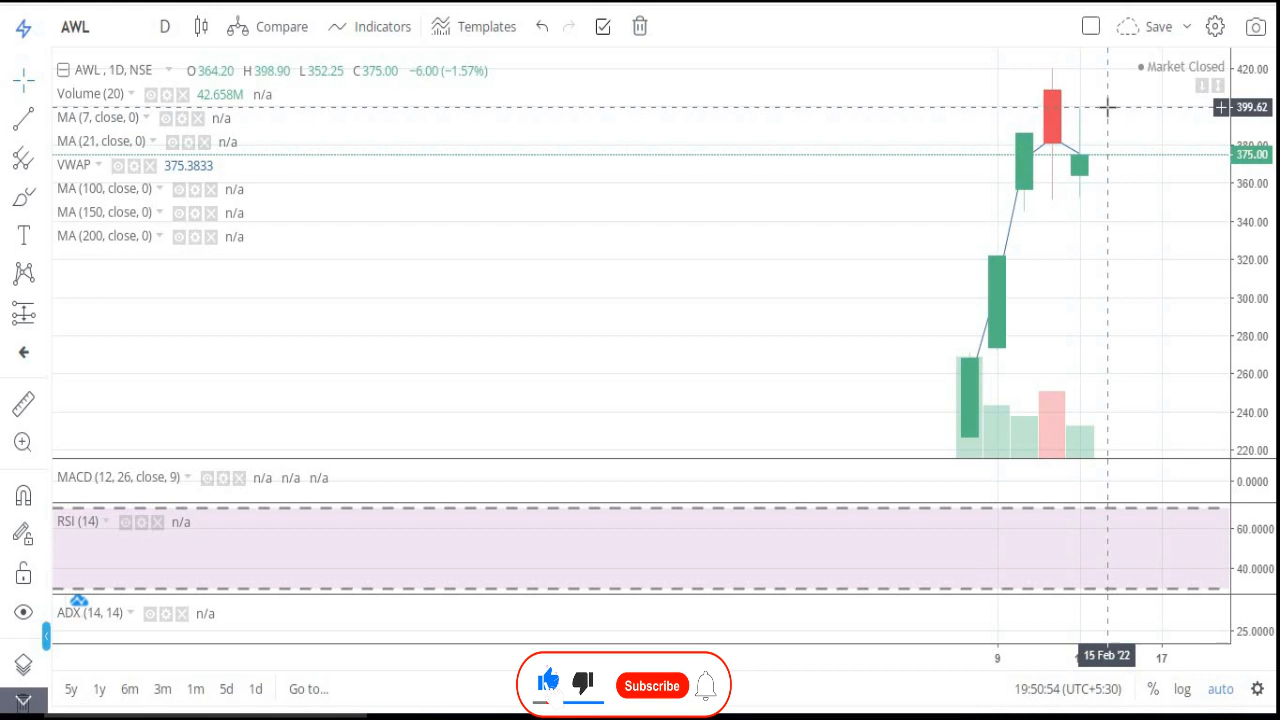 AWL D Compare Indicators Templates Save
AWL , 1D, NSE O364.20 H398.90 L352.25 C375.00 −6.00 (−1.57%)
Market Closed
Volume (20) 42.658M n/a
MA (7, close, 0) n/a
MA (21, close, 0) n/a
VWAP 375.3833
MA (100, close, 0) n/a
MA (150, close, 0) n/a
MA (200, close, 0) n/a
420.00
399.62
375.00
360.00
340.00
320.00
300.00
280.00
260.00
240.00
220.00
MACD (12, 26, close, 9) n/a n/a n/a
0.0000
RSI (14) n/a
60.0000
40.0000
ADX (14, 14) n/a
25.0000
9 15 Feb '22 17
5y 1y 6m 3m 1m 5d 1d Go to... 19:50:54 (UTC+5:30) % log auto
Subscribe